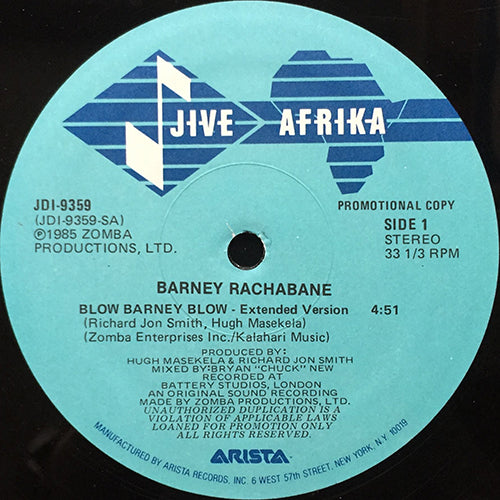 JIVE AFRIKA
JDI-9359
(JDI-9359-SA)
℗1985 ZOMBA
PRODUCTIONS, LTD.
PROMOTIONAL COPY
SIDE 1
STEREO
33 1/3 RPM
BARNEY RACHABANE
BLOW BARNEY BLOW - Extended Version 4:51
(Richard Jon Smith, Hugh Masekela)
(Zomba Enterprises Inc./Kalahari Music)
PRODUCED BY:
HUGH MASEKELA & RICHARD JON SMITH
MIXED BY: BRYAN "CHUCK" NEW
RECORDED AT
BATTERY STUDIOS, LONDON
AN ORIGINAL SOUND RECORDING
MADE BY ZOMBA PRODUCTIONS, LTD.
UNAUTHORIZED DUPLICATION IS A
VIOLATION OF APPLICABLE LAWS
LOANED FOR PROMOTION ONLY
ALL RIGHTS RESERVED.
ARISTA
MANUFACTURED BY ARISTA RECORDS, INC. 6 WEST 57th STREET, NEW YORK, N.Y. 10019